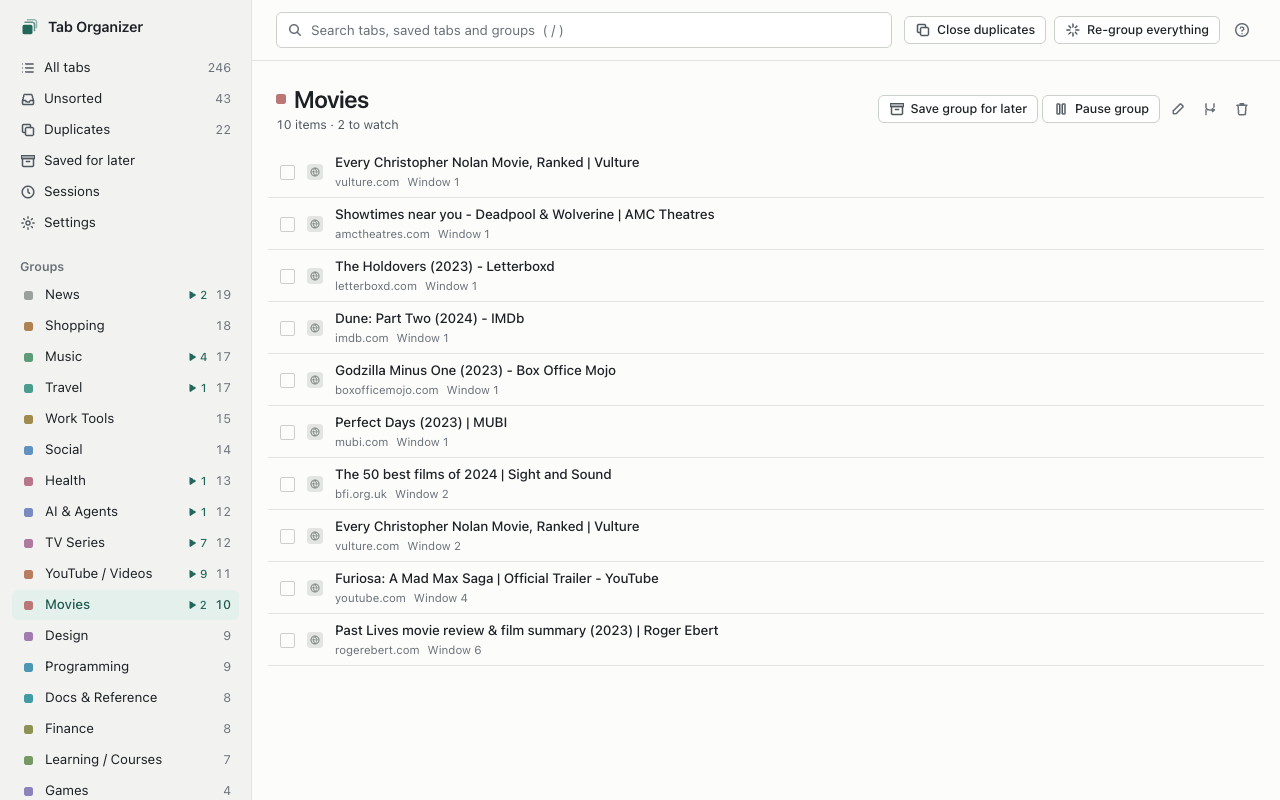 Tab Organizer
All tabs 246
Unsorted 43
Duplicates 22
Saved for later
Sessions
Settings
Groups
News 2 19
Shopping 18
Music 4 17
Travel 1 17
Work Tools 15
Social 14
Health 1 13
AI & Agents 1 12
TV Series 7 12
YouTube / Videos 9 11
Movies 2 10
Design 9
Programming 9
Docs & Reference 8
Finance 8
Learning / Courses 7
Games 4
Search tabs, saved tabs and groups ( / )
Close duplicates
Re-group everything
Movies
10 items · 2 to watch
Save group for later
Pause group
Every Christopher Nolan Movie, Ranked | Vulture
vulture.com Window 1
Showtimes near you - Deadpool & Wolverine | AMC Theatres
amctheatres.com Window 1
The Holdovers (2023) - Letterboxd
letterboxd.com Window 1
Dune: Part Two (2024) - IMDb
imdb.com Window 1
Godzilla Minus One (2023) - Box Office Mojo
boxofficemojo.com Window 1
Perfect Days (2023) | MUBI
mubi.com Window 1
The 50 best films of 2024 | Sight and Sound
bfi.org.uk Window 2
Every Christopher Nolan Movie, Ranked | Vulture
vulture.com Window 2
Furiosa: A Mad Max Saga | Official Trailer - YouTube
youtube.com Window 4
Past Lives movie review & film summary (2023) | Roger Ebert
rogerebert.com Window 6